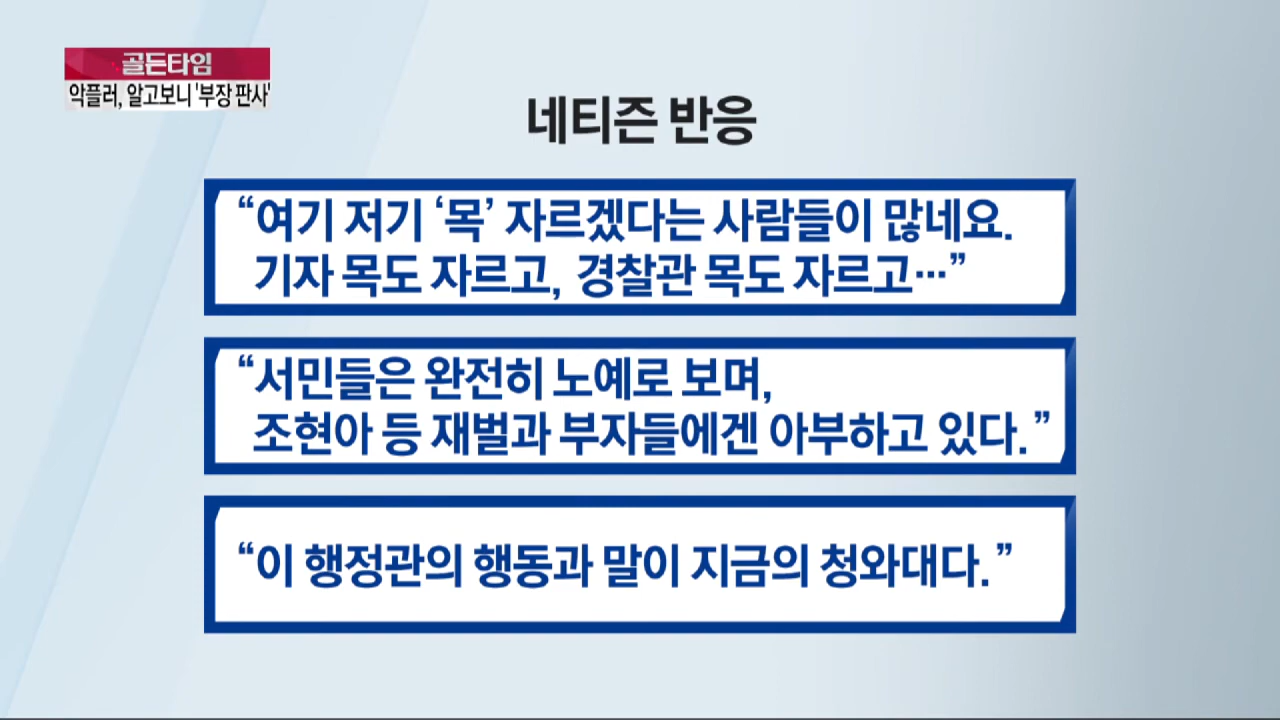 골든타임
악플러, 알고보니 '부장 판사'
네티즌 반응
“여기 저기 ‘목’ 자르겠다는 사람들이 많네요.
기자 목도 자르고, 경찰관 목도 자르고…”
“서민들은 완전히 노예로 보며,
조현아 등 재벌과 부자들에겐 아부하고 있다.”
“이 행정관의 행동과 말이 지금의 청와대다.”